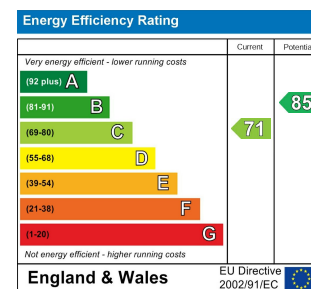 Energy Efficiency Rating
Current Potentia
Very energy efficient - lower running costs
(92 plus) A
(81-91) B
85
(69-80) C
71
(55-68) D
(39-54) E
(21-38) F
(1-20) G
Not energy efficient - higher running costs
England & Wales
EU Directive
2002/91/EC